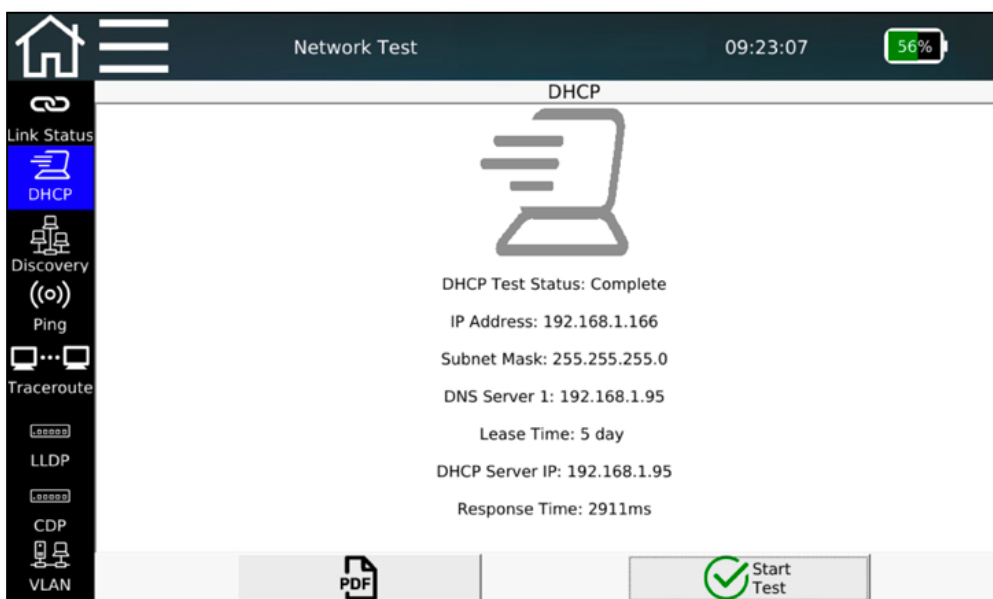 Network Test
09:23:07
56%
DHCP
Link Status
DHCP
Discovery
Ping
Traceroute
LLDP
CDP
VLAN
DHCP Test Status: Complete
IP Address: 192.168.1.166
Subnet Mask: 255.255.255.0
DNS Server 1: 192.168.1.95
Lease Time: 5 day
DHCP Server IP: 192.168.1.95
Response Time: 2911ms
PDF
Start
Test